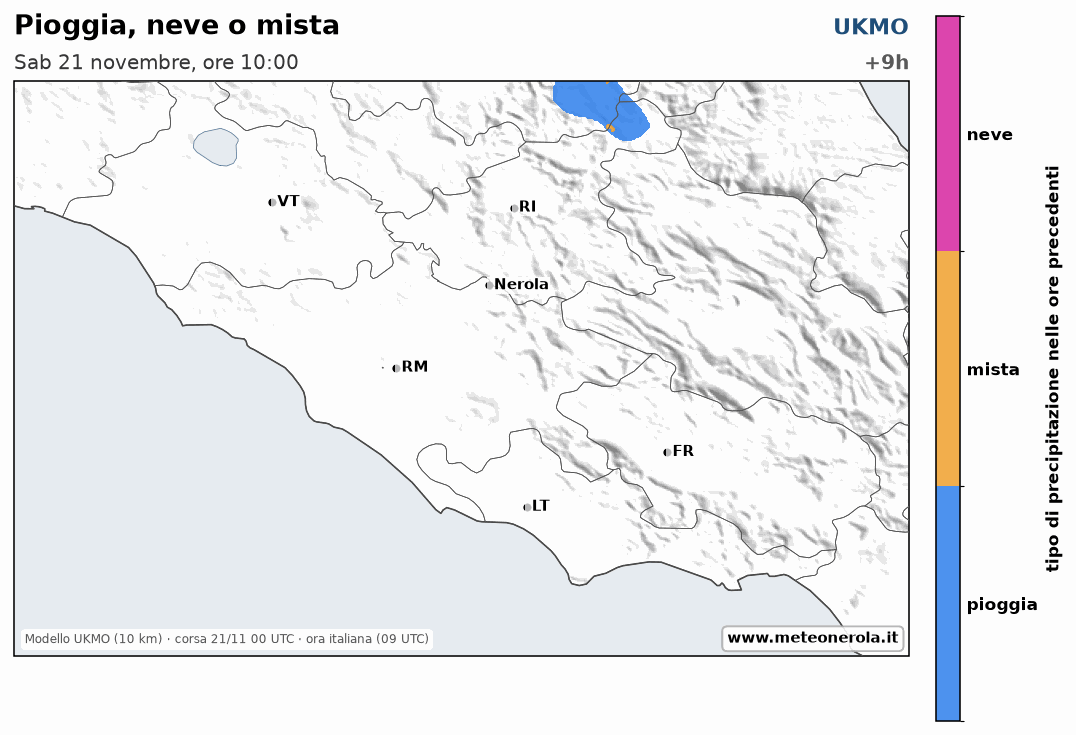 Pioggia, neve o mista
UKMO
Sab 21 novembre, ore 10:00
+9h
neve
VT
RI
Nerola
mista
RM
FR
LT
pioggia
tipo di precipitazione nelle ore precedenti
Modello UKMO (10 km) · corsa 21/11 00 UTC · ora italiana (09 UTC)
www.meteonerola.it